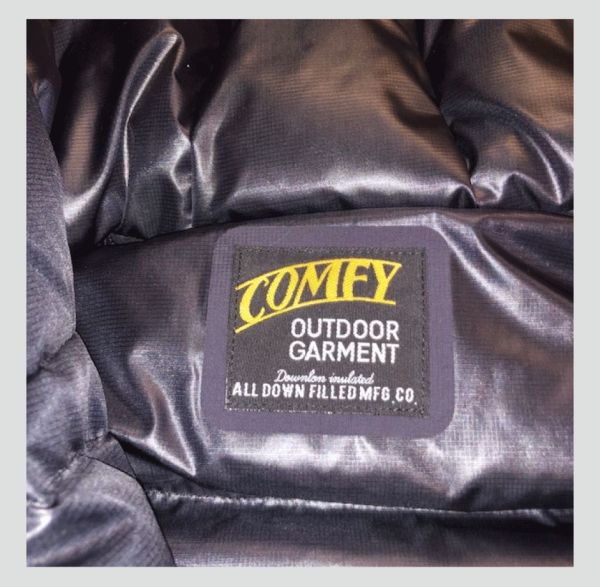 COMFY
OUTDOOR
GARMENT
Downlon insulated
ALL DOWN FILLED MFG.CO.